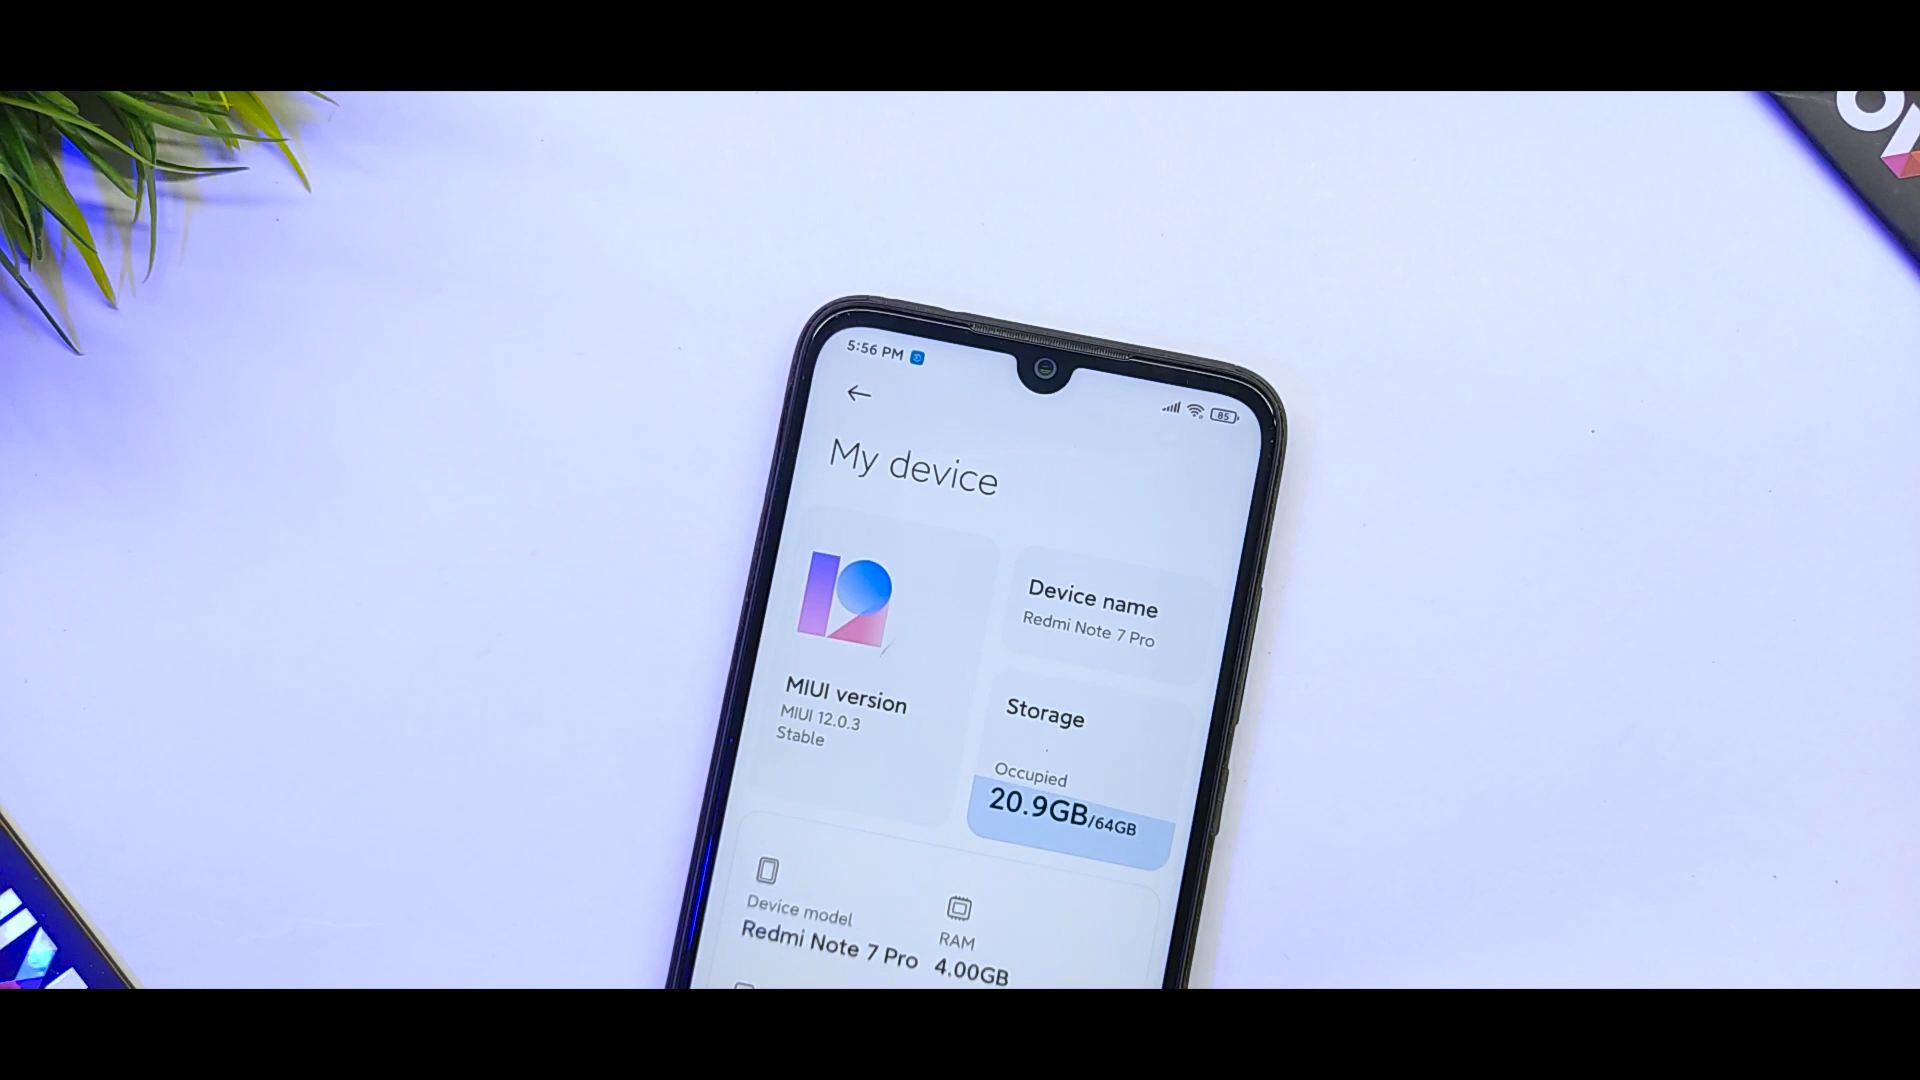 5:56 PM
85
My device
Device name
Redmi Note 7 Pro
MIUI version
MIUI 12.0.3
Stable
Storage
Occupied
20.9GB/64GB
Device model
Redmi Note 7 Pro
RAM
4.00GB